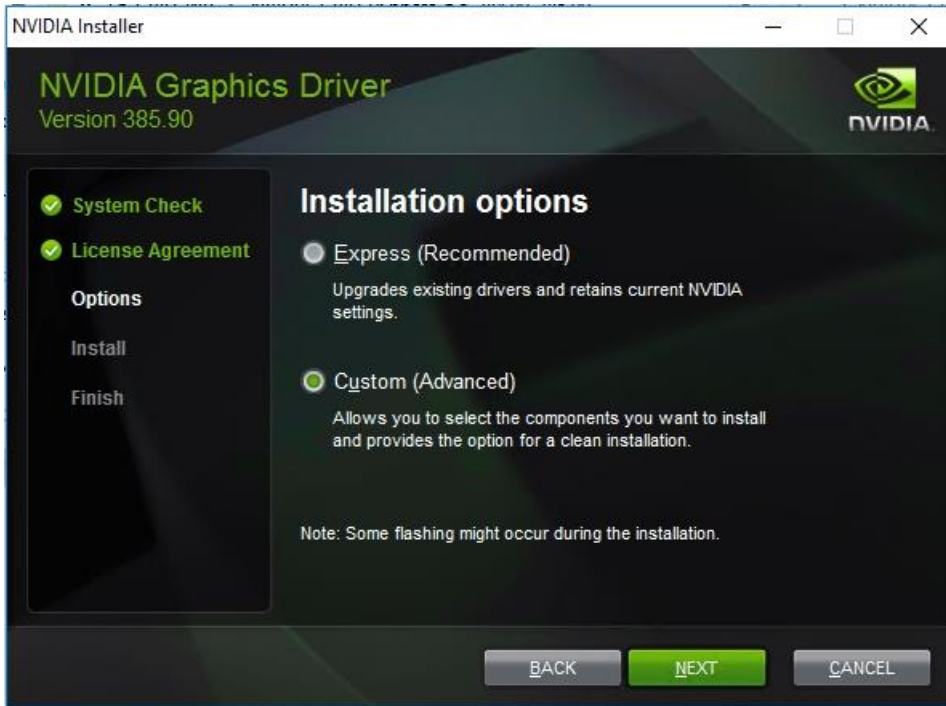 NVIDIA Installer
NVIDIA Graphics Driver
Version 385.90
NVIDIA
System Check
License Agreement
Options
Install
Finish
Installation options
Express (Recommended)
Upgrades existing drivers and retains current NVIDIA
settings.
Custom (Advanced)
Allows you to select the components you want to install
and provides the option for a clean installation.
Note: Some flashing might occur during the installation.
BACK
NEXT
CANCEL